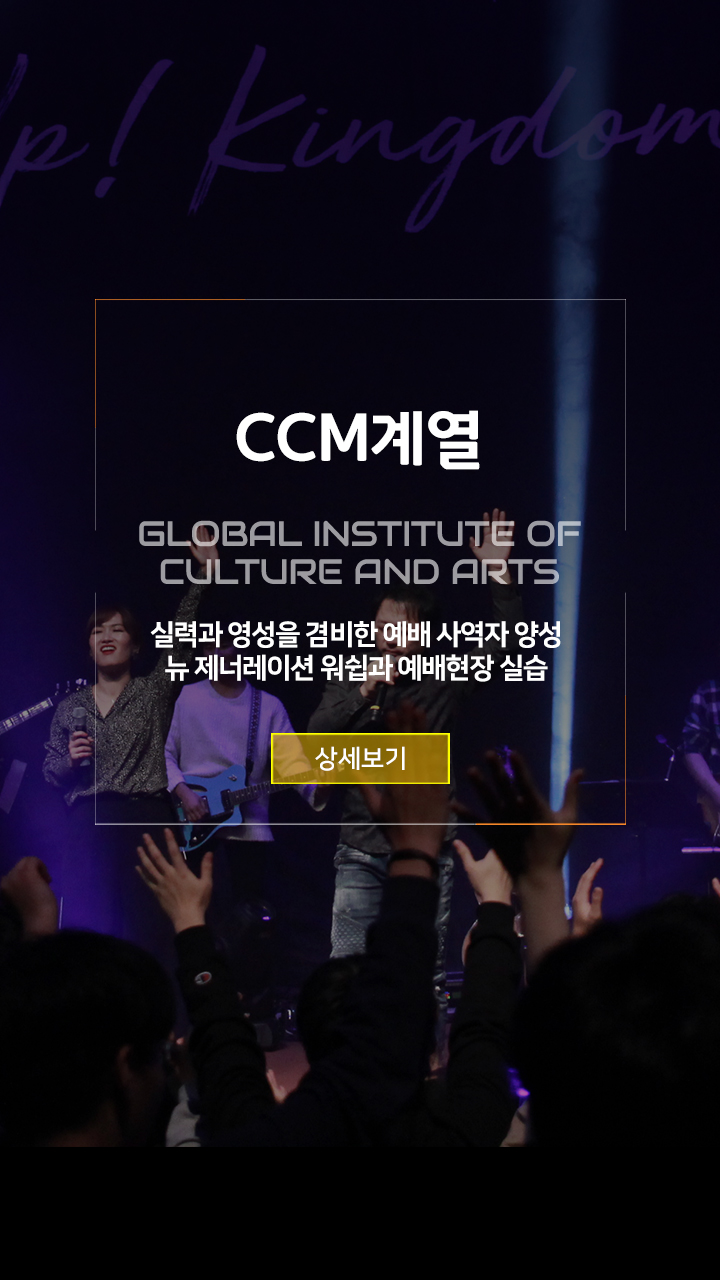 p! Kingdom
CCM계열
GLOBAL INSTITUTE OF
CULTURE AND ARTS
실력과 영성을 겸비한 예배 사역자 양성
뉴 제너레이션 워쉽과 예배현장 실습
상세보기